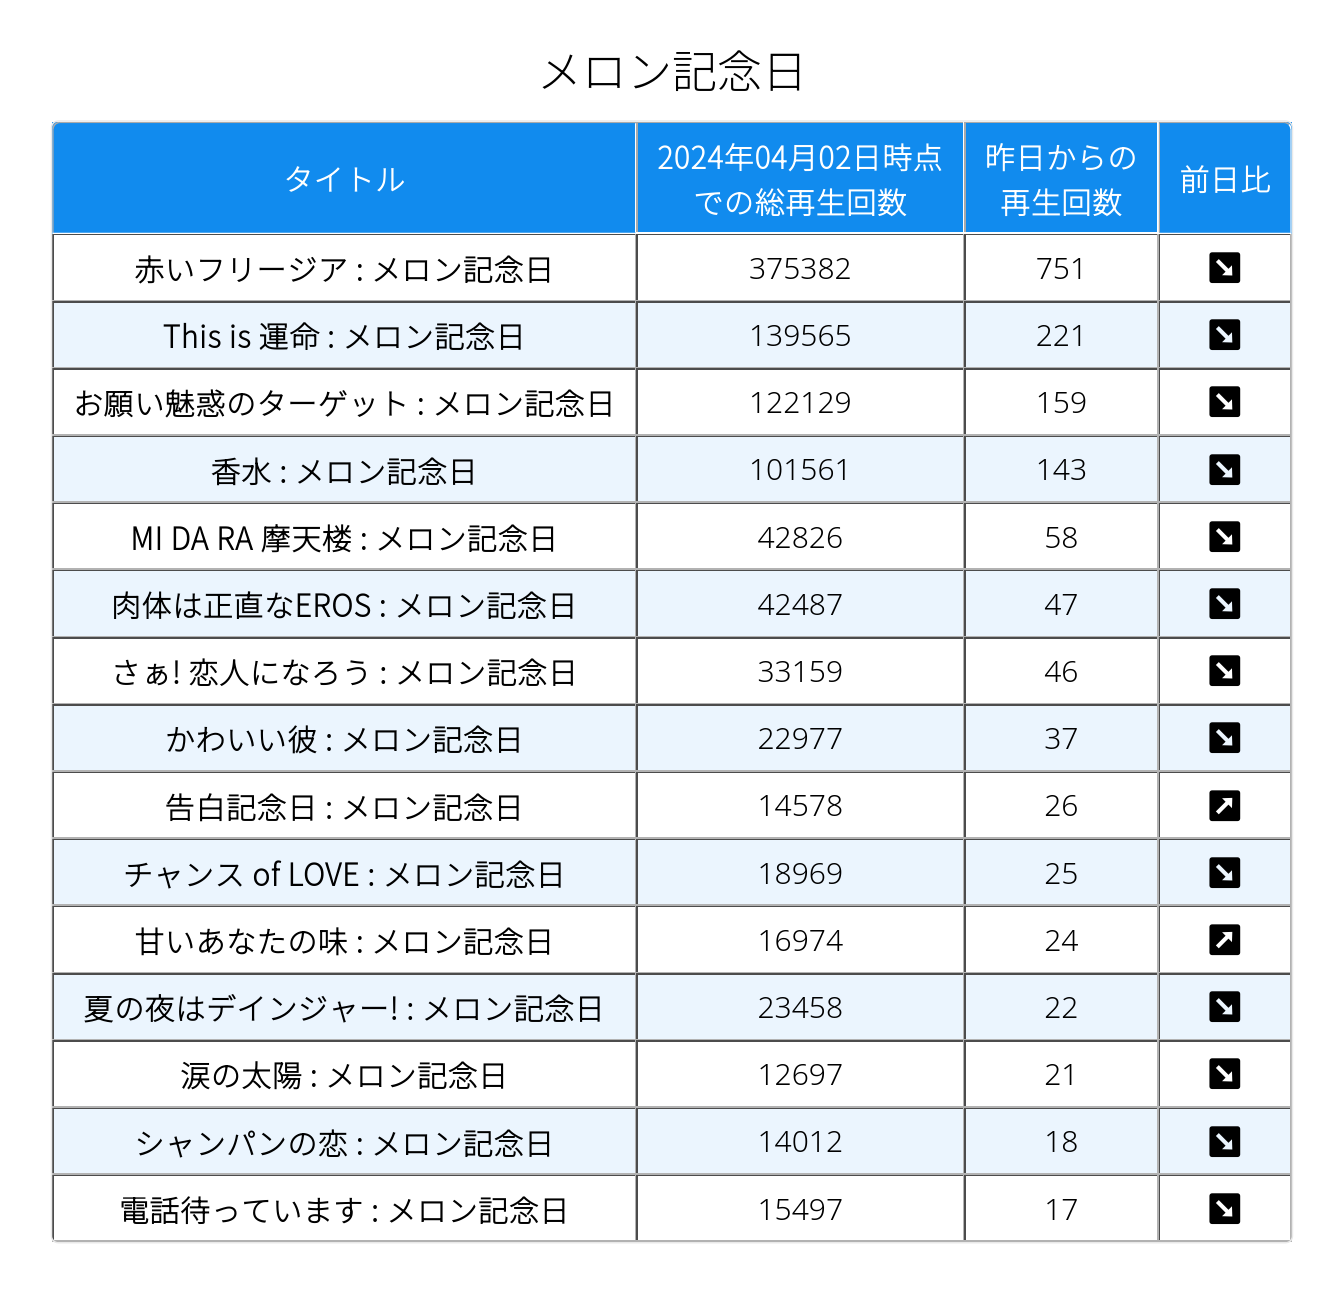 メロン記念日
タイトル 2024年04月02日時点での総再生回数 昨日からの再生回数 前日比
赤いフリージア : メロン記念日 375382 751 ↘
This is 運命 : メロン記念日 139565 221 ↘
お願い魅惑のターゲット : メロン記念日 122129 159 ↘
香水 : メロン記念日 101561 143 ↘
MI DA RA 摩天楼 : メロン記念日 42826 58 ↘
肉体は正直なEROS : メロン記念日 42487 47 ↘
さぁ! 恋人になろう : メロン記念日 33159 46 ↘
かわいい彼 : メロン記念日 22977 37 ↘
告白記念日 : メロン記念日 14578 26 ↗
チャンス of LOVE : メロン記念日 18969 25 ↘
甘いあなたの味 : メロン記念日 16974 24 ↗
夏の夜はデインジャー! : メロン記念日 23458 22 ↘
涙の太陽 : メロン記念日 12697 21 ↘
シャンパンの恋 : メロン記念日 14012 18 ↘
電話待っています : メロン記念日 15497 17 ↘